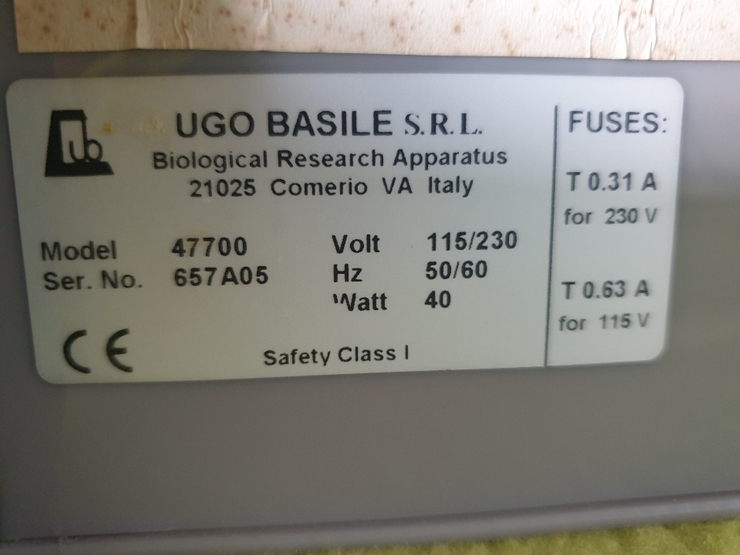 ub
UGO BASILE S.R.L.
Biological Research Apparatus
21025 Comerio VA Italy
Model 47700 Volt 115/230
Ser. No. 657A05 Hz 50/60
Watt 40
CE
Safety Class I
FUSES:
T 0.31 A
for 230 V
T 0.63 A
for 115 V